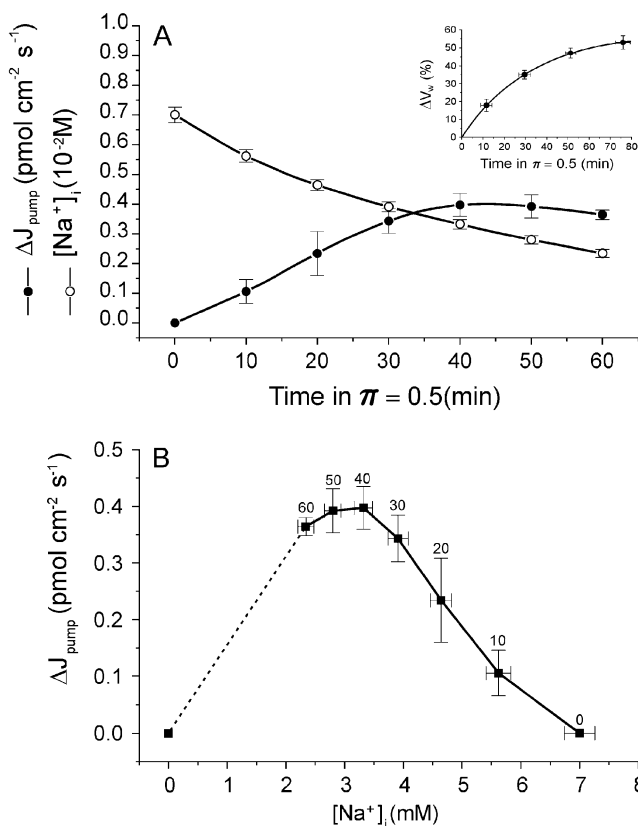 A
1.0
0.9
0.8
0.7
0.6
0.5
0.4
0.3
0.2
0.1
0.0
ΔJpump (pmol cm⁻² s⁻¹)
[Na⁺]i (10⁻²M)
0 10 20 30 40 50 60
Time in π = 0.5(min)
60
50
40
30
20
10
0
ΔVw (%)
0 10 20 30 40 50 60 70 80
Time in π = 0.5 (min)
B
0.5
0.4
0.3
0.2
0.1
0.0
ΔJpump (pmol cm⁻² s⁻¹)
60 50 40 30 20 10 0
0 1 2 3 4 5 6 7 8
[Na⁺]i(mM)